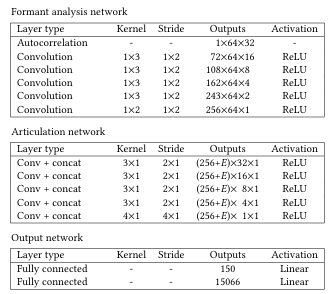 Formant analysis network
Layer type Kernel Stride Outputs Activation
Autocorrelation - - 1×64×32 -
Convolution 1×3 1×2 72×64×16 ReLU
Convolution 1×3 1×2 108×64×8 ReLU
Convolution 1×3 1×2 162×64×4 ReLU
Convolution 1×3 1×2 243×64×2 ReLU
Convolution 1×2 1×2 256×64×1 ReLU
Articulation network
Layer type Kernel Stride Outputs Activation
Conv + concat 3×1 2×1 (256+E)×32×1 ReLU
Conv + concat 3×1 2×1 (256+E)×16×1 ReLU
Conv + concat 3×1 2×1 (256+E)× 8×1 ReLU
Conv + concat 3×1 2×1 (256+E)× 4×1 ReLU
Conv + concat 4×1 4×1 (256+E)× 1×1 ReLU
Output network
Layer type Kernel Stride Outputs Activation
Fully connected - - 150 Linear
Fully connected - - 15066 Linear